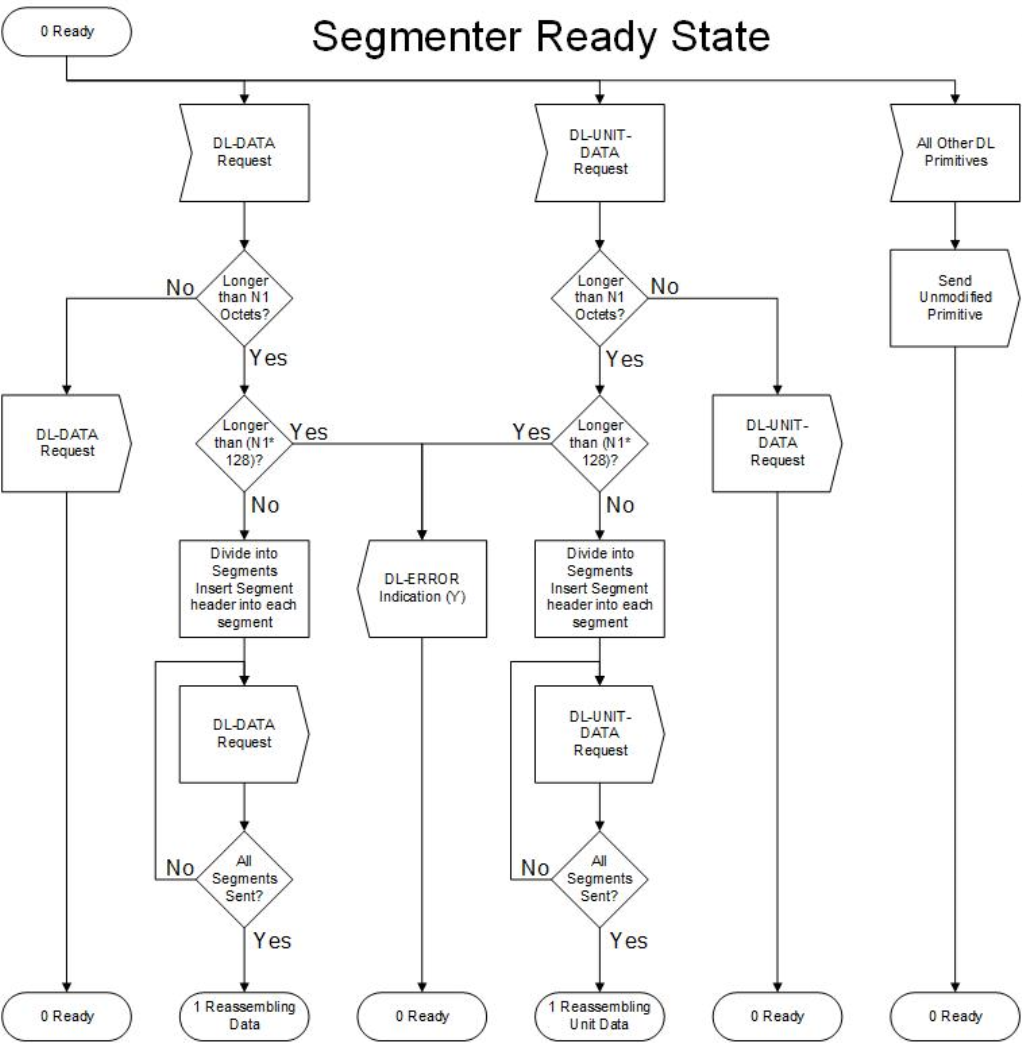 0 Ready
Segmenter Ready State
DL-DATA
Request
DL-UNIT-
DATA
Request
All Other DL
Primitives
Longer
than N1
Octets?
No
Yes
Longer
than N1
Octets?
No
Yes
Send
Unmodified
Primitive
DL-DATA
Request
Longer
than (N1*
128)?
Yes
No
Yes
Longer
than (N1*
128)?
No
DL-UNIT-
DATA
Request
Divide into
Segments
Insert Segment
header into each
segment
DL-ERROR
Indication (Y)
Divide into
Segments
Insert Segment
header into each
segment
DL-DATA
Request
DL-UNIT-
DATA
Request
No
All
Segments
Sent?
Yes
No
All
Segments
Sent?
Yes
0 Ready
1 Reassembling
Data
0 Ready
1 Reassembling
Unit Data
0 Ready
0 Ready